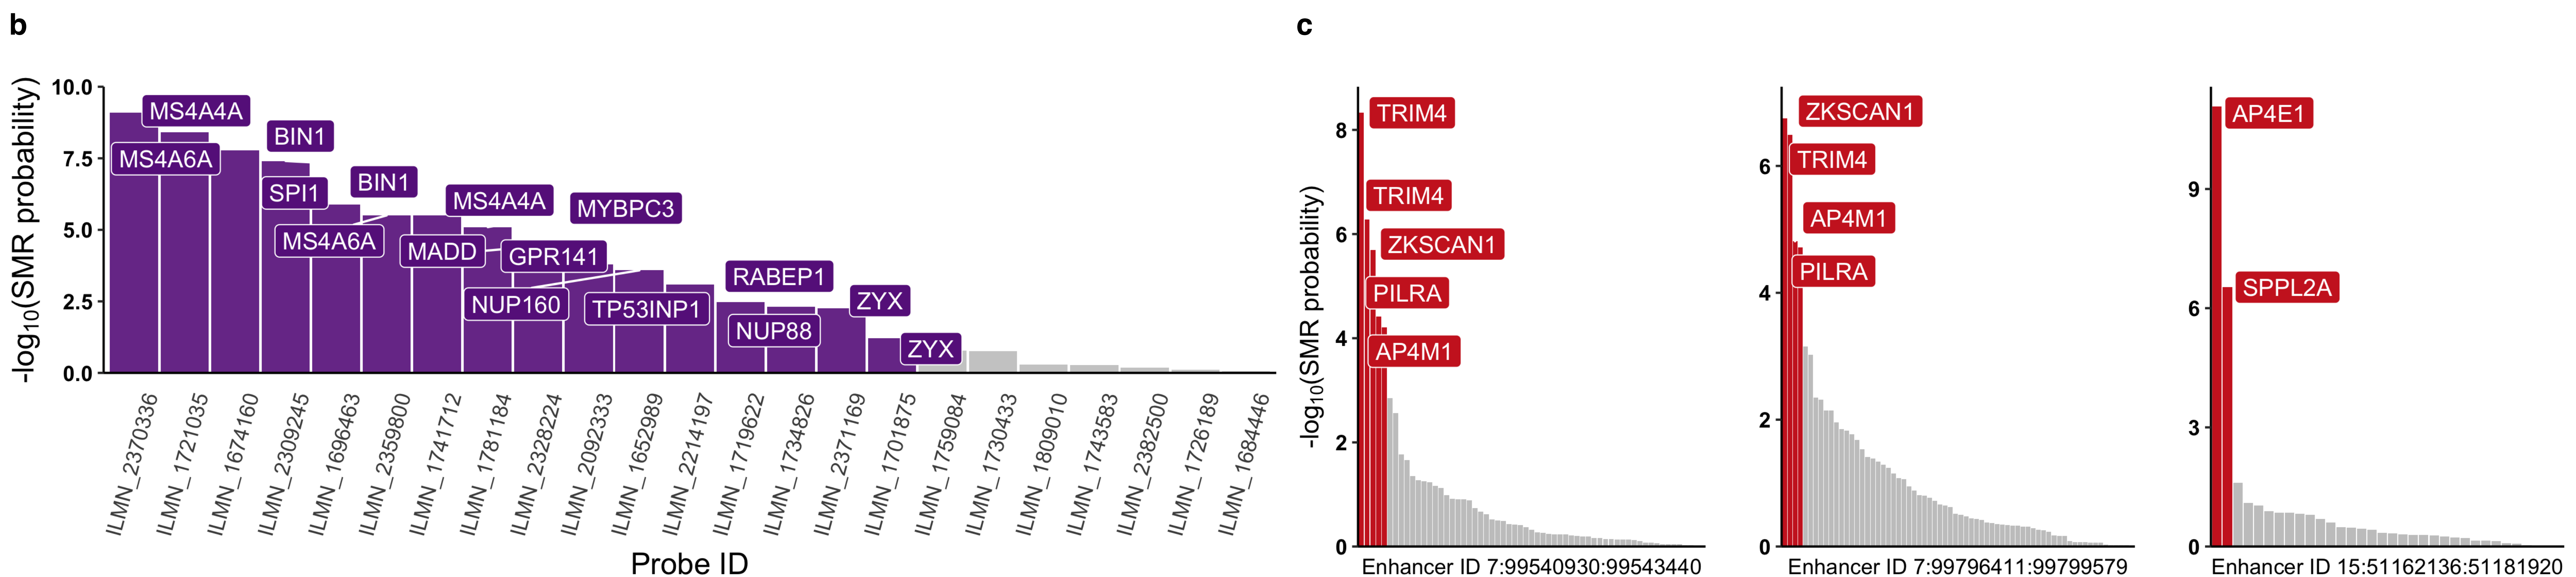 b
-log10(SMR probability)
10.0
7.5
5.0
2.5
0.0
MS4A4A
MS4A6A
BIN1
SPI1
BIN1
MS4A6A
MS4A4A
MADD
MYBPC3
GPR141
NUP160
TP53INP1
RABEP1
NUP88
ZYX
ZYX
ILMN_2370336
ILMN_1721035
ILMN_1674160
ILMN_2309245
ILMN_1696463
ILMN_2359800
ILMN_1741712
ILMN_1781184
ILMN_2328224
ILMN_2092333
ILMN_1652989
ILMN_2214197
ILMN_1719622
ILMN_1734826
ILMN_2371169
ILMN_1701875
ILMN_1759084
ILMN_1730433
ILMN_1809010
ILMN_1743583
ILMN_2382500
ILMN_1726189
ILMN_1684446
Probe ID
c
-log10(SMR probability)
8
6
4
2
0
TRIM4
TRIM4
ZKSCAN1
PILRA
AP4M1
Enhancer ID 7:99540930:99543440
6
4
2
0
ZKSCAN1
TRIM4
AP4M1
PILRA
Enhancer ID 7:99796411:99799579
9
6
3
0
AP4E1
SPPL2A
Enhancer ID 15:51162136:51181920